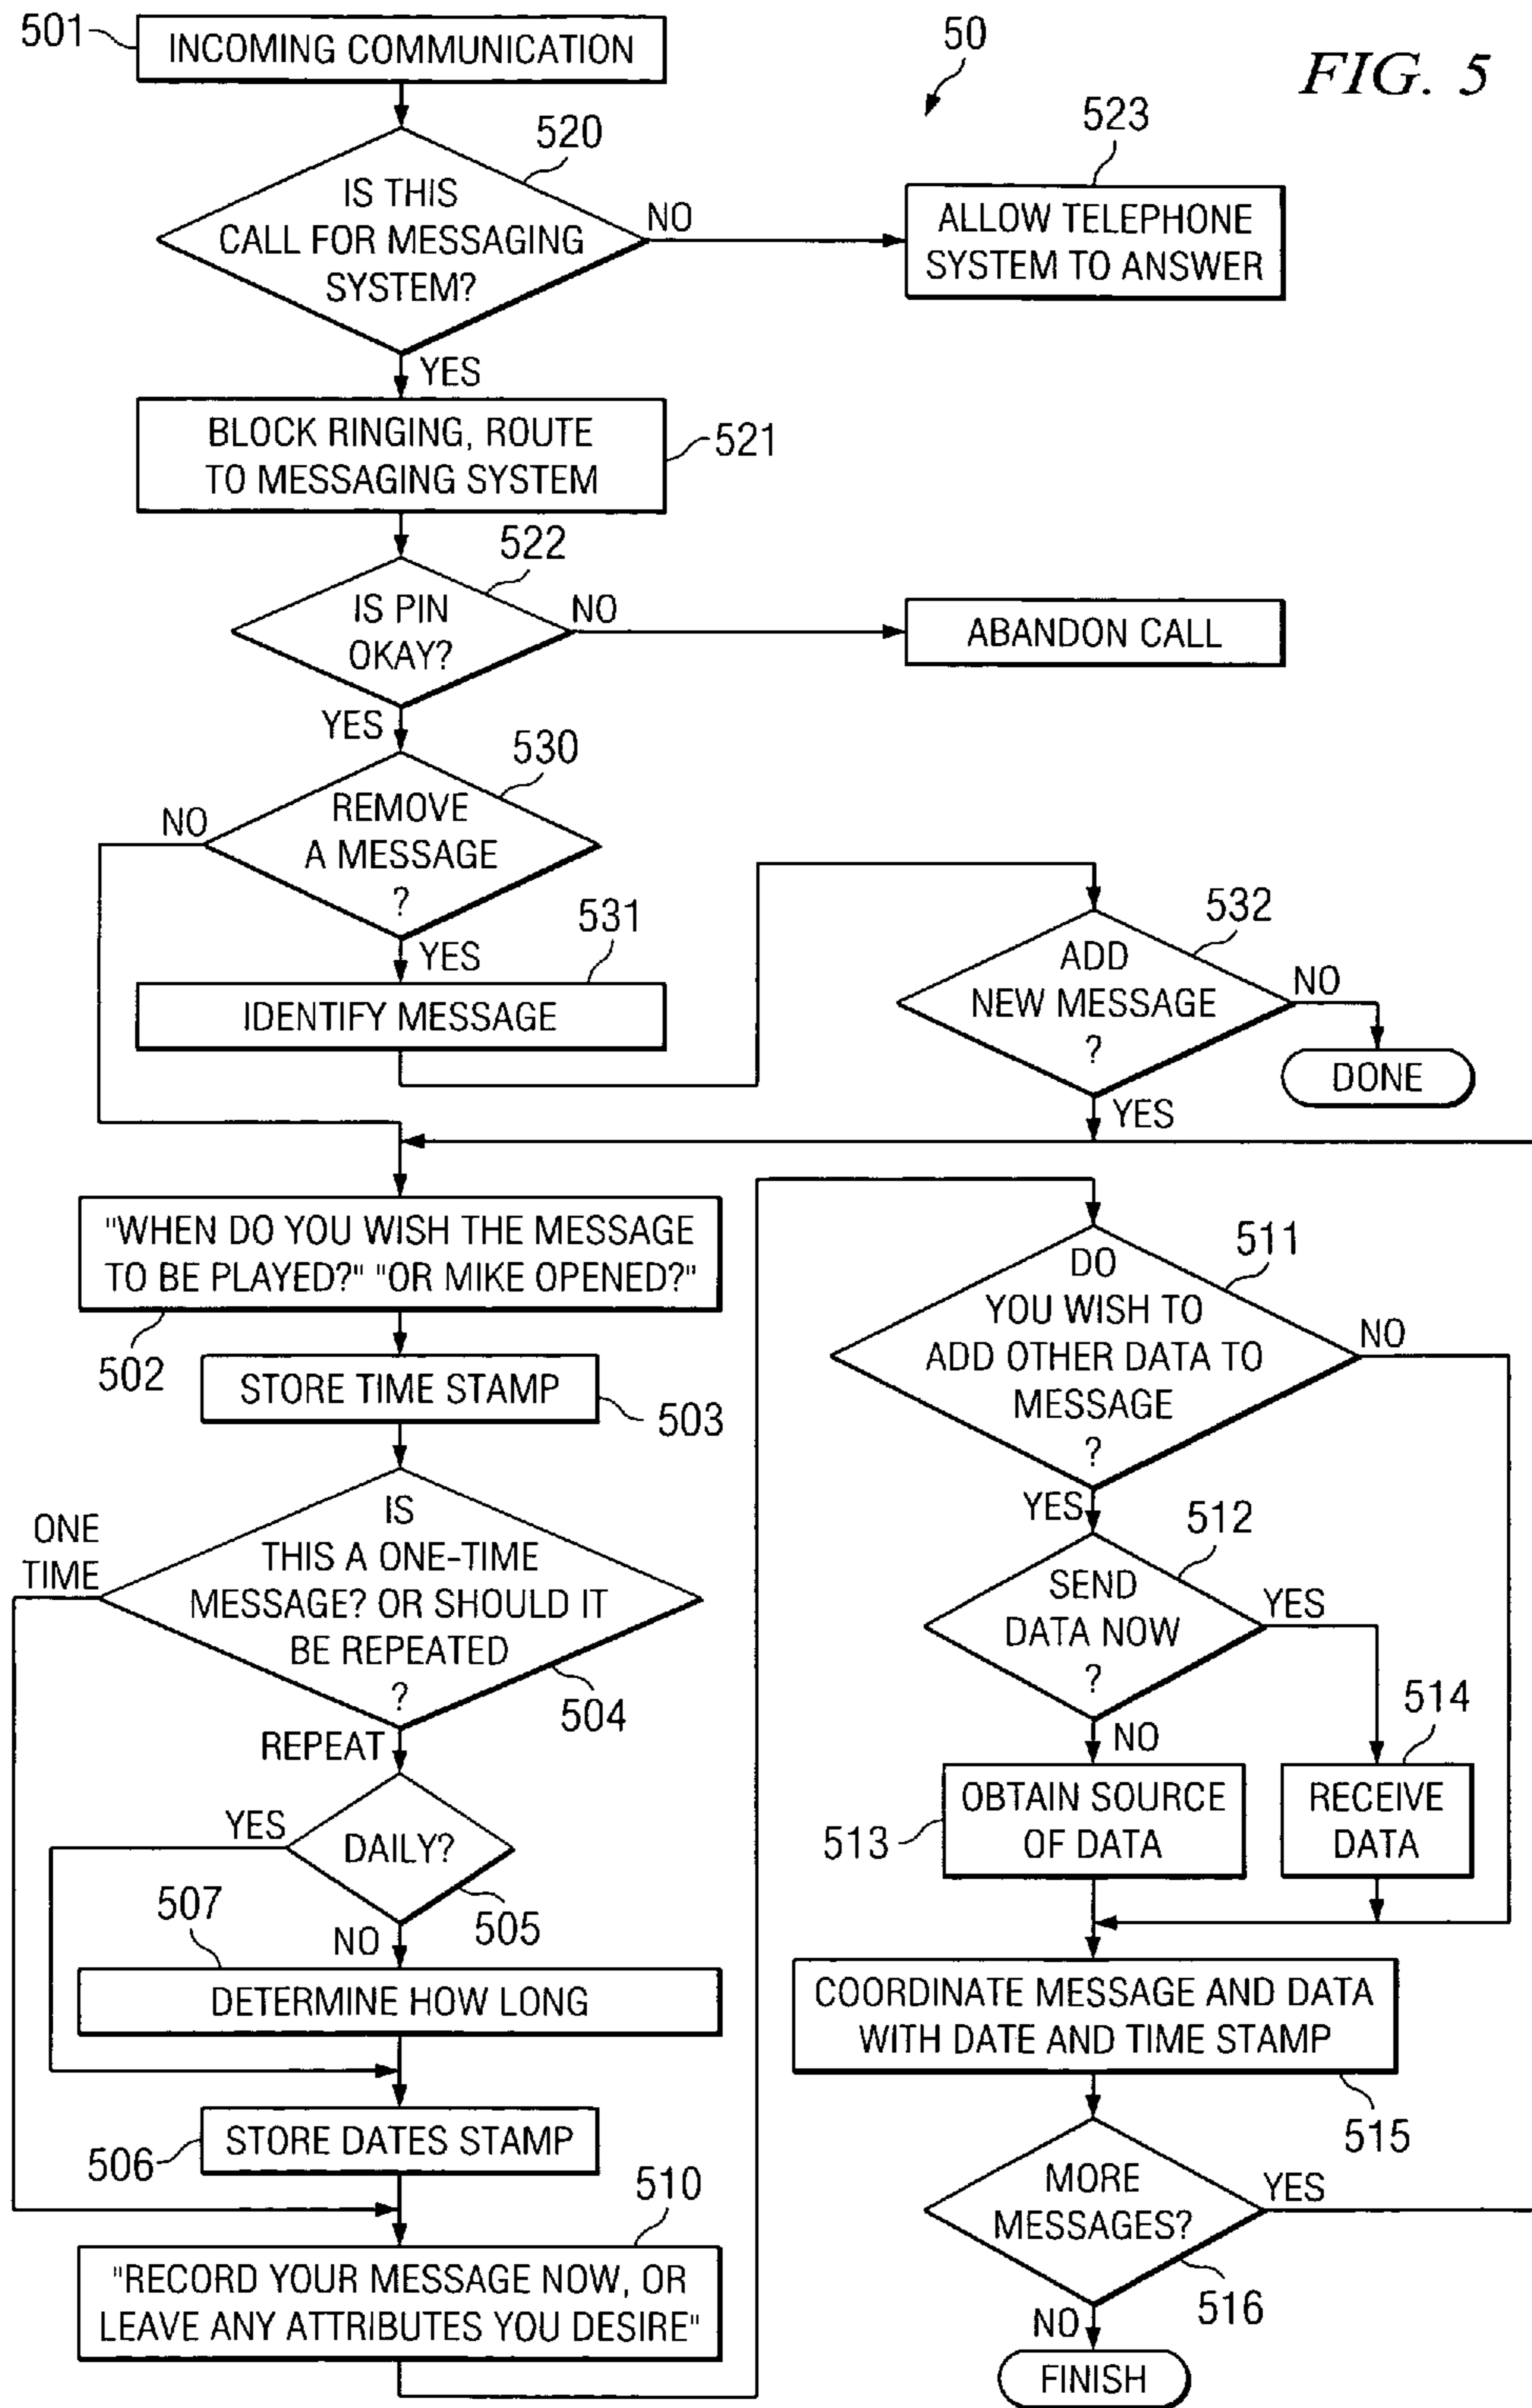 FIG. 5
50
501
INCOMING COMMUNICATION
520
IS THIS
CALL FOR MESSAGING
SYSTEM?
NO
523
ALLOW TELEPHONE
SYSTEM TO ANSWER
YES
BLOCK RINGING, ROUTE
TO MESSAGING SYSTEM
521
522
IS PIN
OKAY?
NO
ABANDON CALL
YES
530
REMOVE
A MESSAGE
?
NO
YES
531
IDENTIFY MESSAGE
532
ADD
NEW MESSAGE
?
NO
DONE
YES
"WHEN DO YOU WISH THE MESSAGE
TO BE PLAYED?" "OR MIKE OPENED?"
502
STORE TIME STAMP
503
IS
THIS A ONE-TIME
MESSAGE? OR SHOULD IT
BE REPEATED
?
504
ONE
TIME
REPEAT
DAILY?
505
YES
NO
507
DETERMINE HOW LONG
STORE DATES STAMP
506
510
"RECORD YOUR MESSAGE NOW, OR
LEAVE ANY ATTRIBUTES YOU DESIRE"
511
DO
YOU WISH TO
ADD OTHER DATA TO
MESSAGE
?
NO
YES
512
SEND
DATA NOW
?
YES
NO
513
OBTAIN SOURCE
OF DATA
514
RECEIVE
DATA
COORDINATE MESSAGE AND DATA
WITH DATE AND TIME STAMP
515
MORE
MESSAGES?
YES
516
NO
FINISH